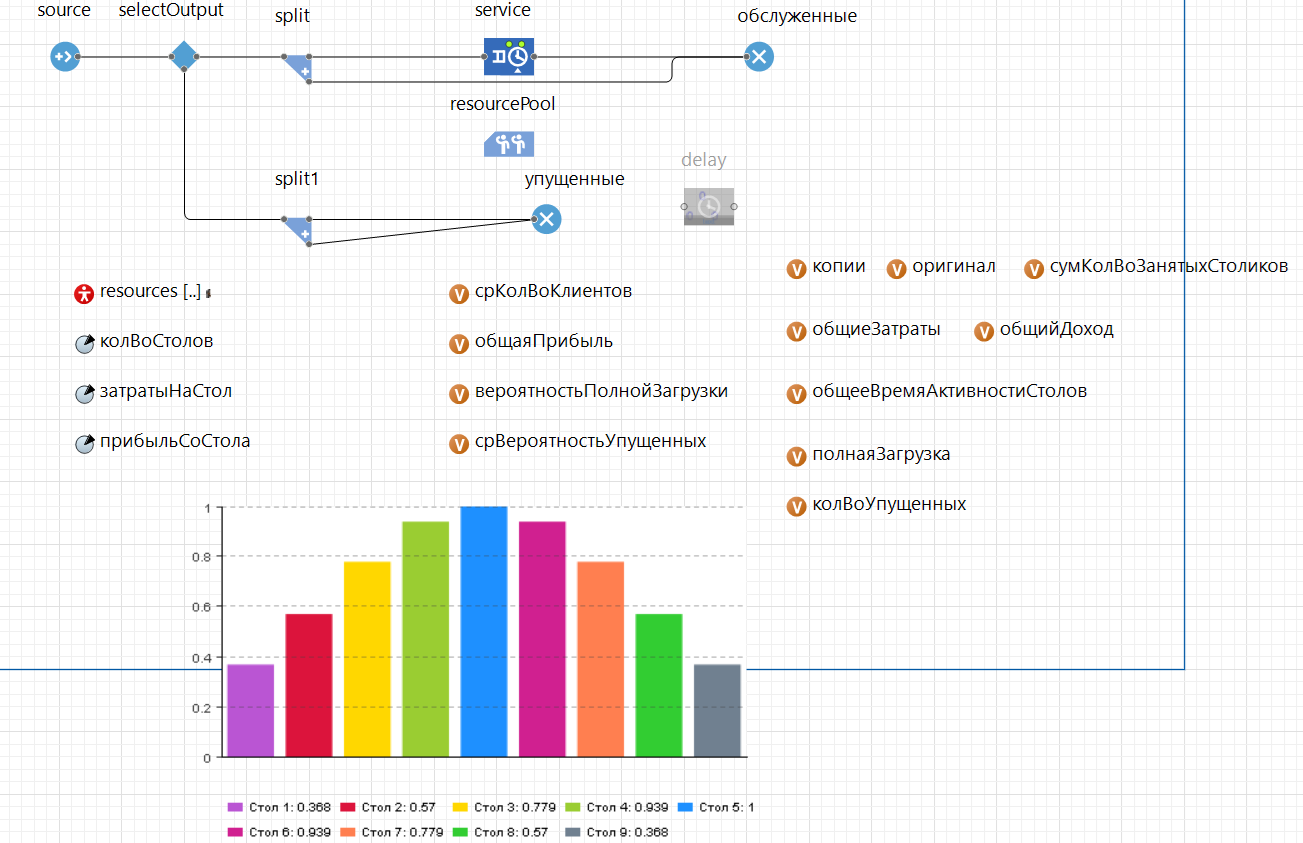 source
selectOutput
split
service
обслуженные
resourcePool
split1
упущенные
delay
копии
оригинал
сумКолВоЗанятыхСтоликов
resources [..]
срКолВоКлиентов
общиеЗатраты
общийДоход
колВоСтолов
общаяПрибыль
затратыНаСтол
вероятностьПолнойЗагрузки
общееВремяАктивностиСтолов
прибыльСоСтола
срВероятностьУпущенных
полнаяЗагрузка
колВоУпущенных
1
0.8
0.6
0.4
0.2
0
Стол 1: 0.368
Стол 2: 0.57
Стол 3: 0.779
Стол 4: 0.939
Стол 5: 1
Стол 6: 0.939
Стол 7: 0.779
Стол 8: 0.57
Стол 9: 0.368